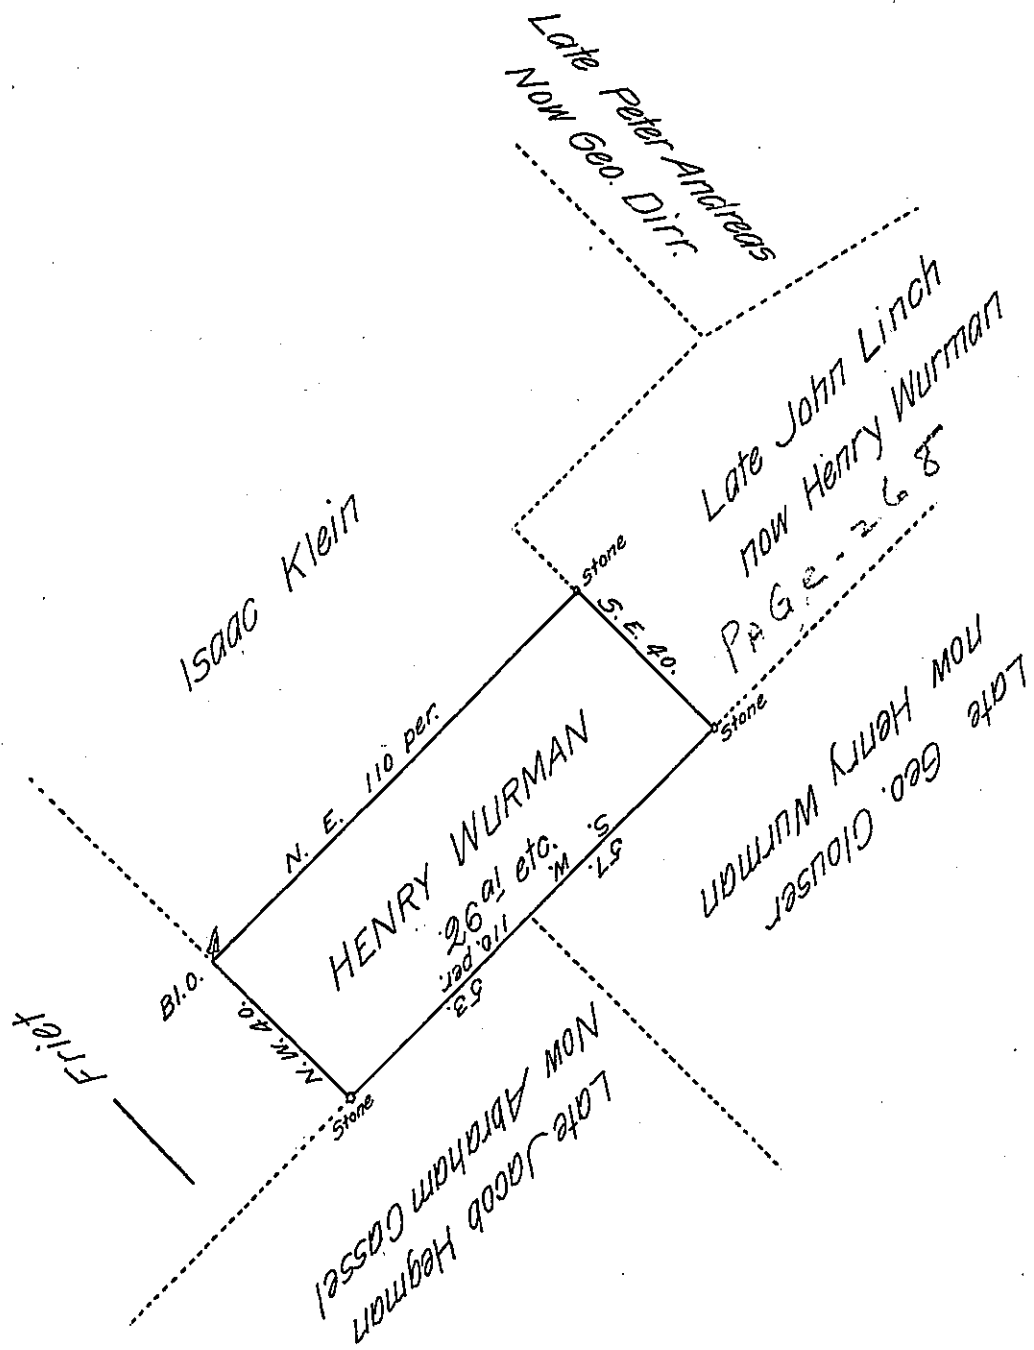 Late Peter Andreas
Now Geo. Dirr.
Late John Linch
now Henry Wurman
PAGe - 268
Isaac Klein
Stone
S. E. 40.
Stone
N. E. 110 per.
HENRY WURMAN
26 a̅l etc.
S. W.
110. per.
57.
53.
Bl.O.
N.W. 40.
Stone
Friet
Late Geo. Clouser
now Henry Wurman
Late Jacob Hegman
Now Abraham Cassel